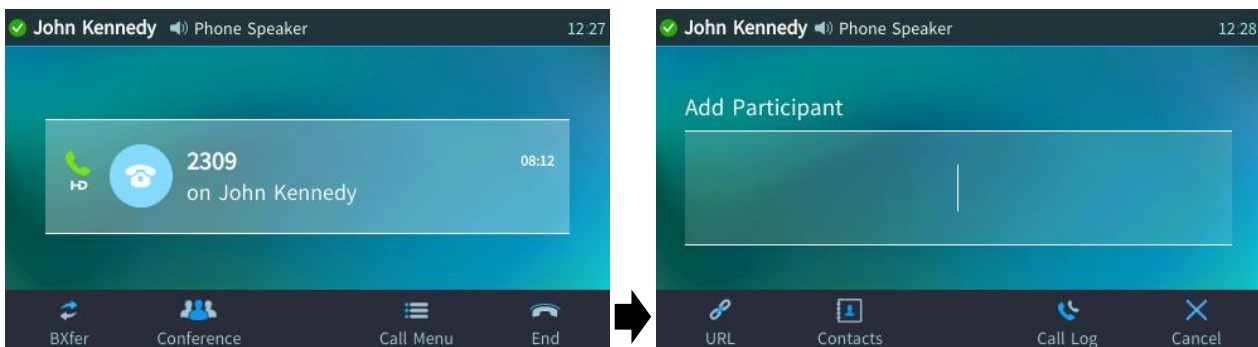 John Kennedy Phone Speaker 12:27
2309 08:12
HD
on John Kennedy
BXfer Conference Call Menu End
John Kennedy Phone Speaker 12:28
Add Participant
URL Contacts Call Log Cancel